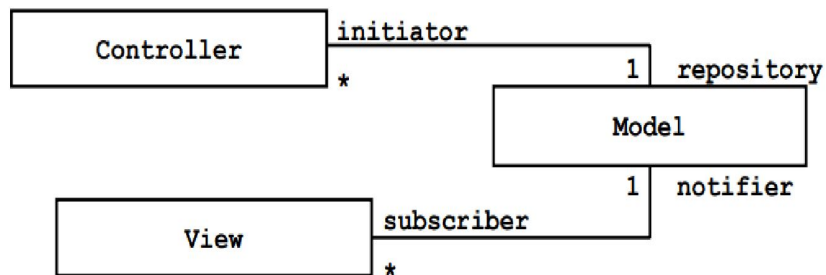 initiator
Controller
*
1 repository
Model
1 notifier
subscriber
View
*